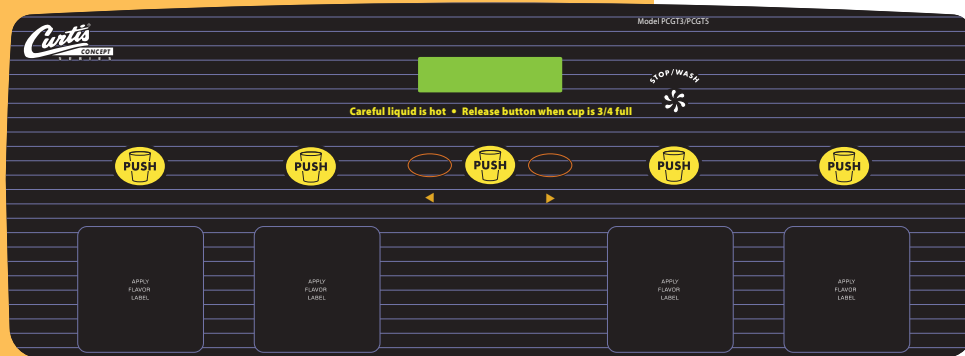 Model PCGT3/PCGT5
Curtis®
CONCEPT
SERIES
STOP/WASH
Careful liquid is hot • Release button when cup is 3/4 full
PUSH
PUSH
PUSH
PUSH
PUSH
APPLY
FLAVOR
LABEL
APPLY
FLAVOR
LABEL
APPLY
FLAVOR
LABEL
APPLY
FLAVOR
LABEL